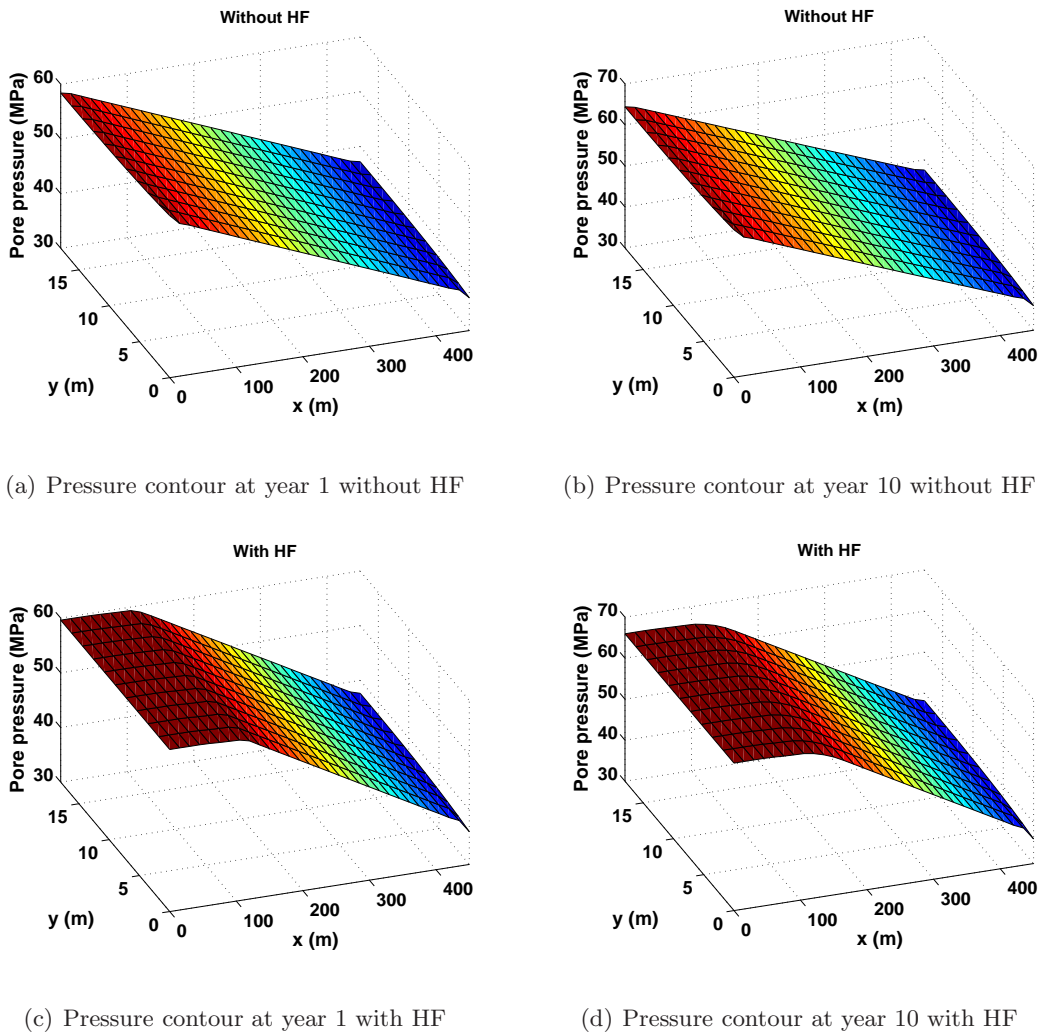 Without HF
60
50
40
30
Pore pressure (MPa)
15
10
5
0
y (m)
0
100
200
300
400
x (m)
(a) Pressure contour at year 1 without HF
Without HF
70
60
50
40
30
Pore pressure (MPa)
15
10
5
0
y (m)
0
100
200
300
400
x (m)
(b) Pressure contour at year 10 without HF
With HF
60
50
40
30
Pore pressure (MPa)
15
10
5
0
y (m)
0
100
200
300
400
x (m)
(c) Pressure contour at year 1 with HF
With HF
70
60
50
40
30
Pore pressure (MPa)
15
10
5
0
y (m)
0
100
200
300
400
x (m)
(d) Pressure contour at year 10 with HF